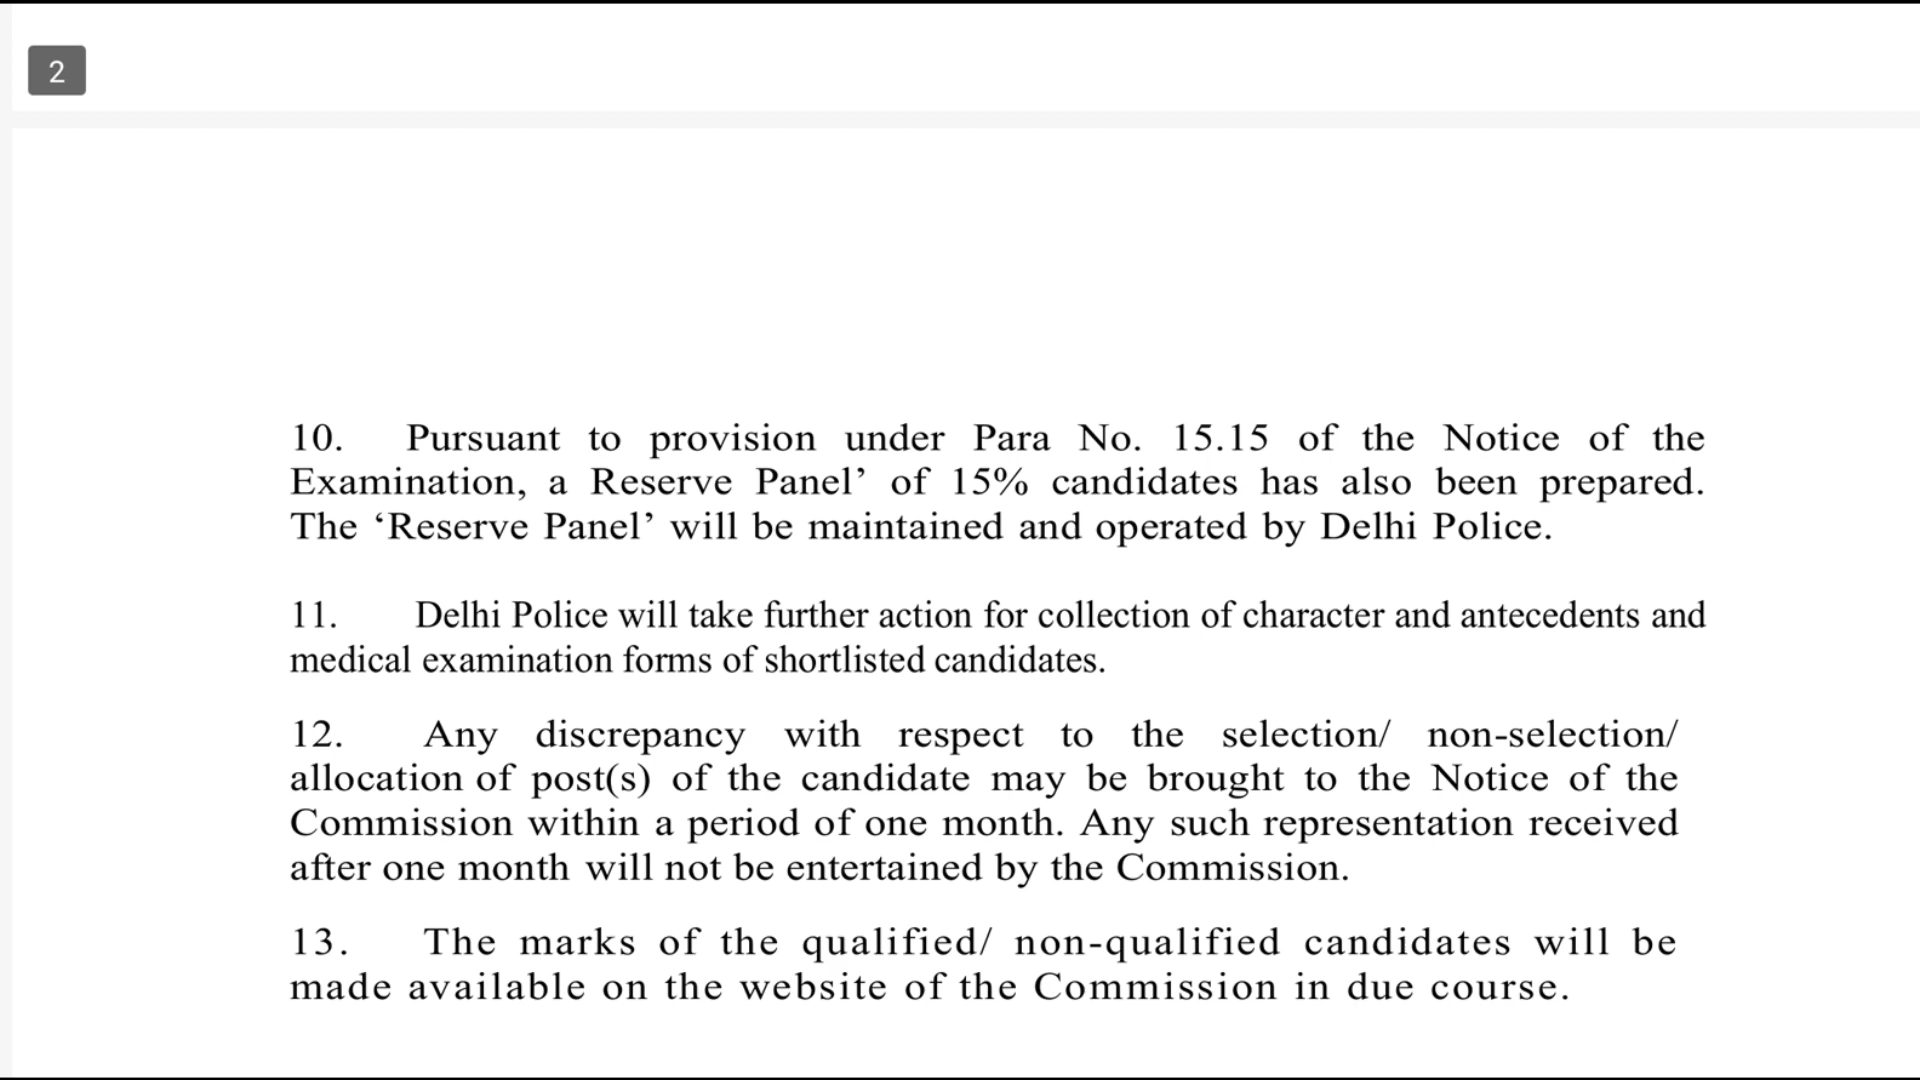 2
10. Pursuant to provision under Para No. 15.15 of the Notice of the
Examination, a Reserve Panel’ of 15% candidates has also been prepared.
The ‘Reserve Panel’ will be maintained and operated by Delhi Police.
11. Delhi Police will take further action for collection of character and antecedents and
medical examination forms of shortlisted candidates.
12. Any discrepancy with respect to the selection/ non-selection/
allocation of post(s) of the candidate may be brought to the Notice of the
Commission within a period of one month. Any such representation received
after one month will not be entertained by the Commission.
13. The marks of the qualified/ non-qualified candidates will be
made available on the website of the Commission in due course.